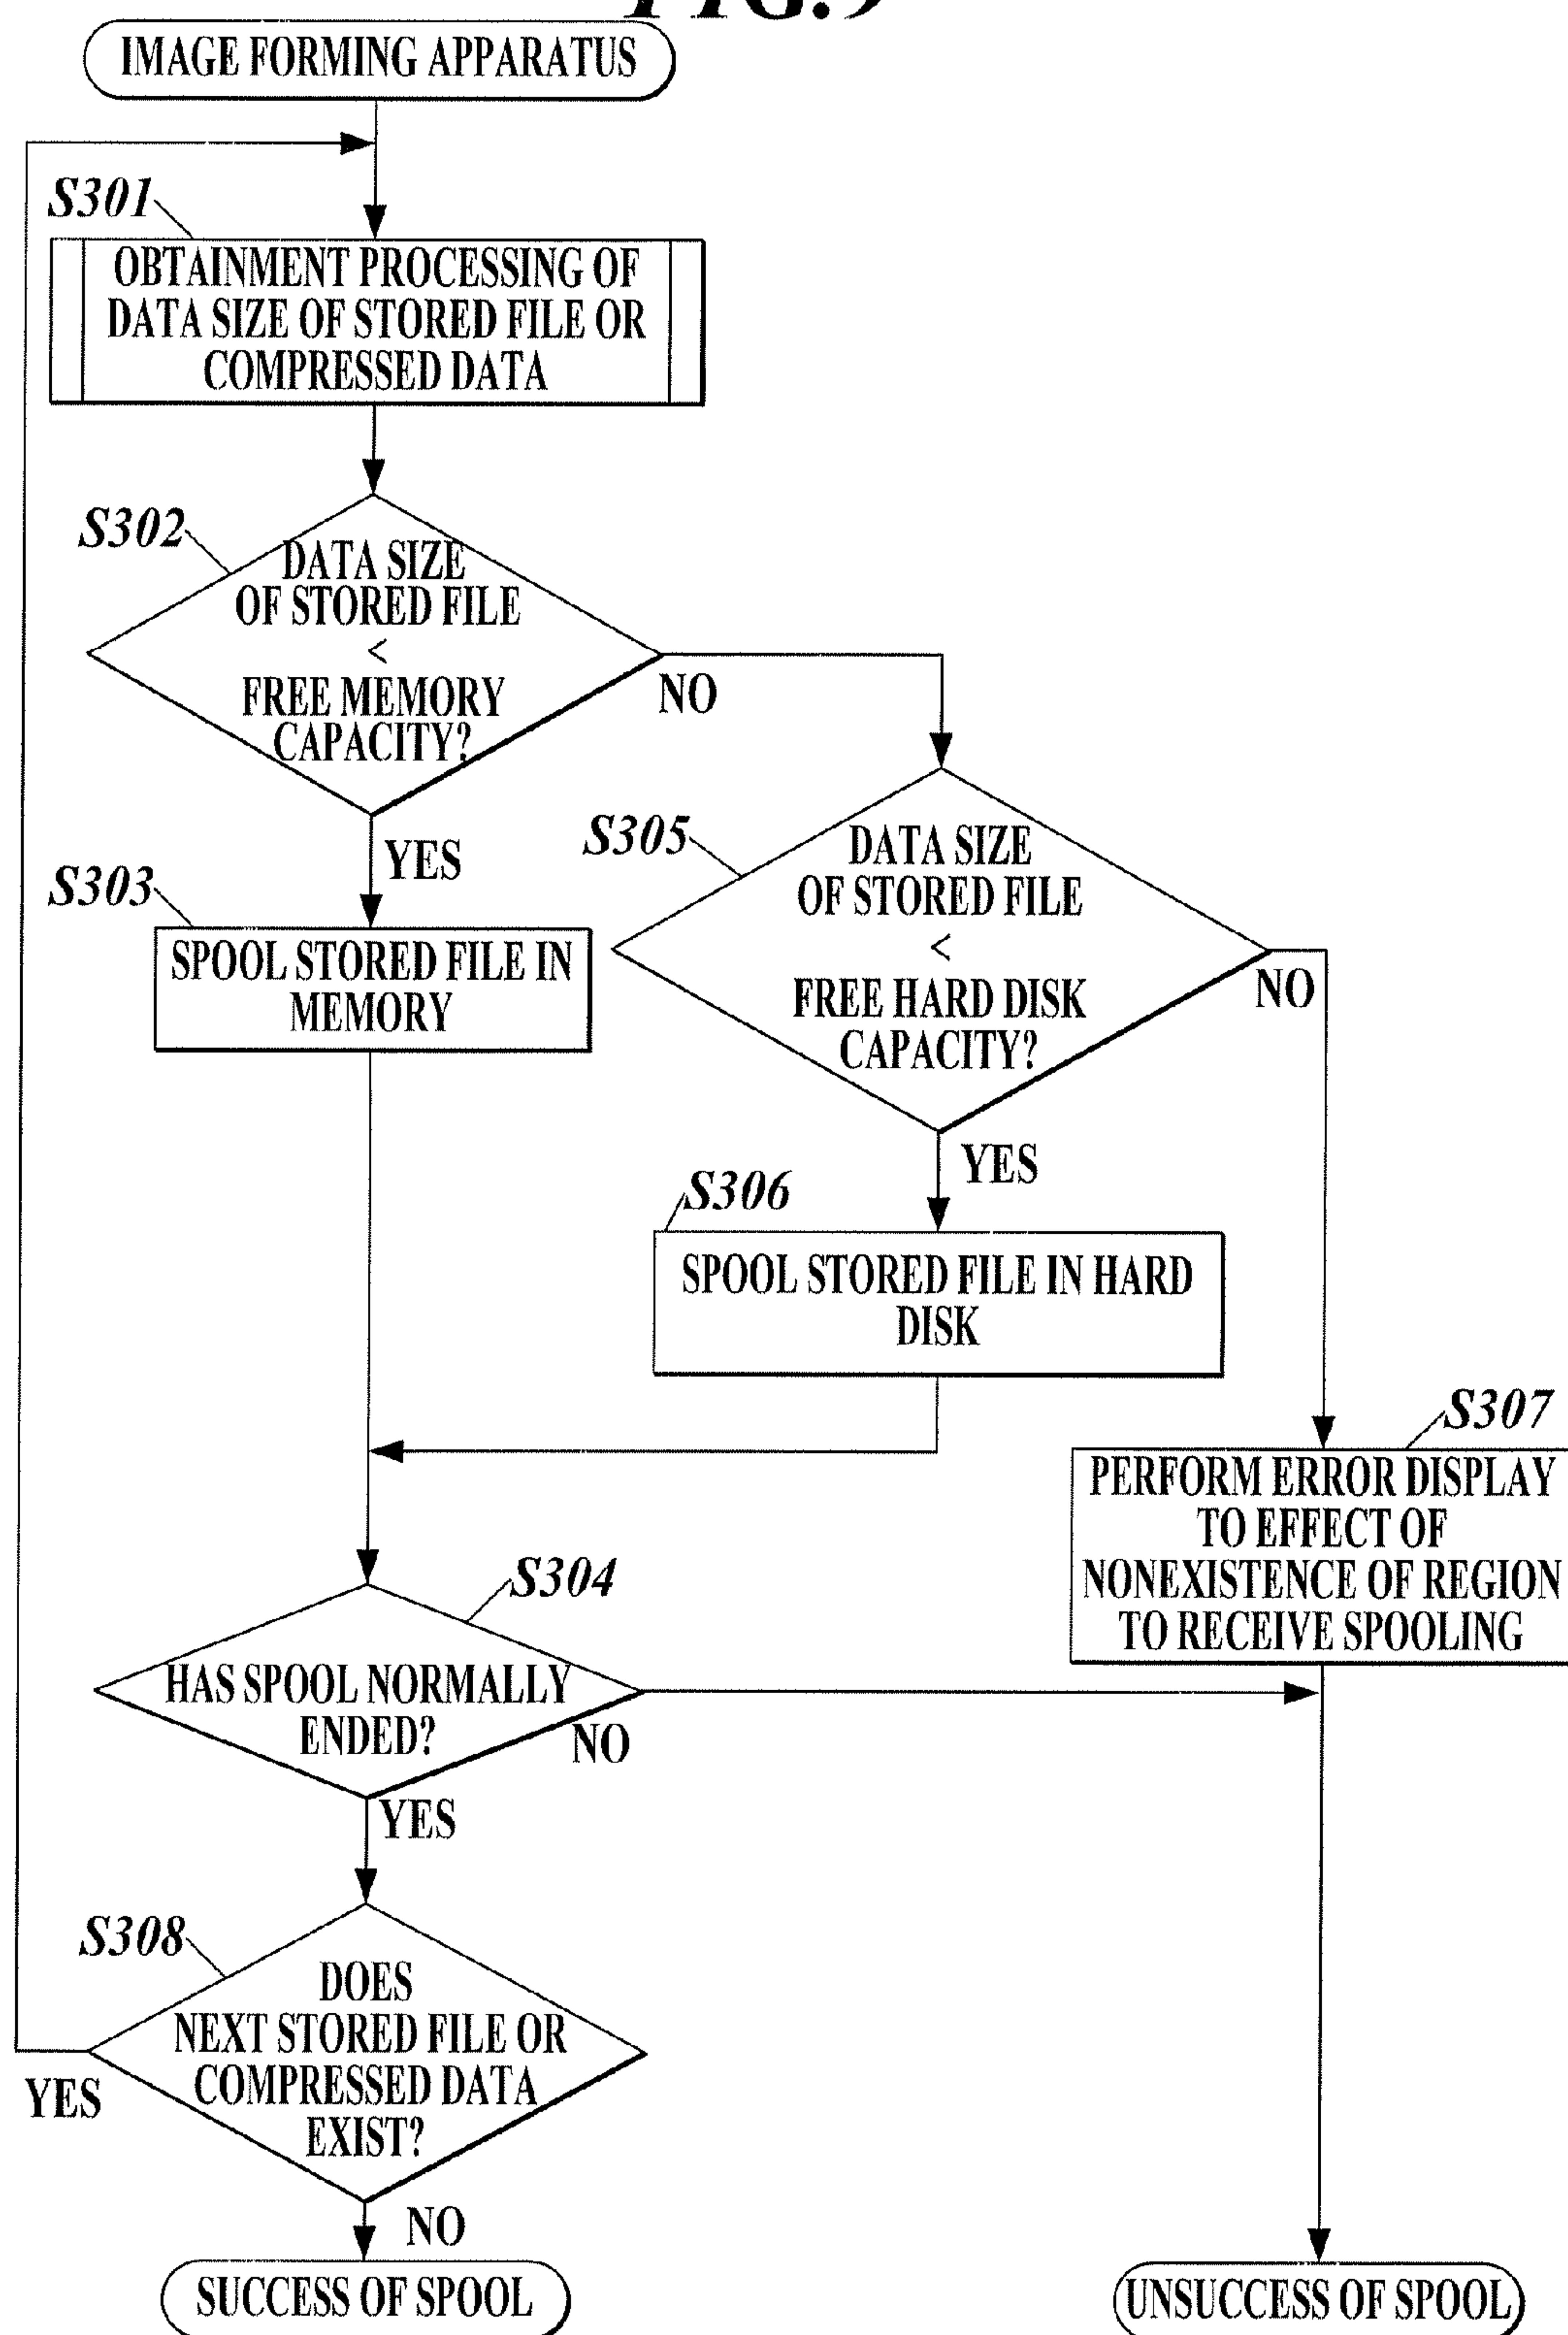 FIG.9
IMAGE FORMING APPARATUS
S301
OBTAINMENT PROCESSING OF
DATA SIZE OF STORED FILE OR
COMPRESSED DATA
S302
DATA SIZE
OF STORED FILE
<
FREE MEMORY
CAPACITY?
NO
YES
S303
SPOOL STORED FILE IN
MEMORY
S305
DATA SIZE
OF STORED FILE
<
FREE HARD DISK
CAPACITY?
NO
YES
S306
SPOOL STORED FILE IN HARD
DISK
S307
PERFORM ERROR DISPLAY
TO EFFECT OF
NONEXISTENCE OF REGION
TO RECEIVE SPOOLING
S304
HAS SPOOL NORMALLY
ENDED?
NO
YES
S308
DOES
NEXT STORED FILE OR
COMPRESSED DATA
EXIST?
YES
NO
SUCCESS OF SPOOL
UNSUCCESS OF SPOOL